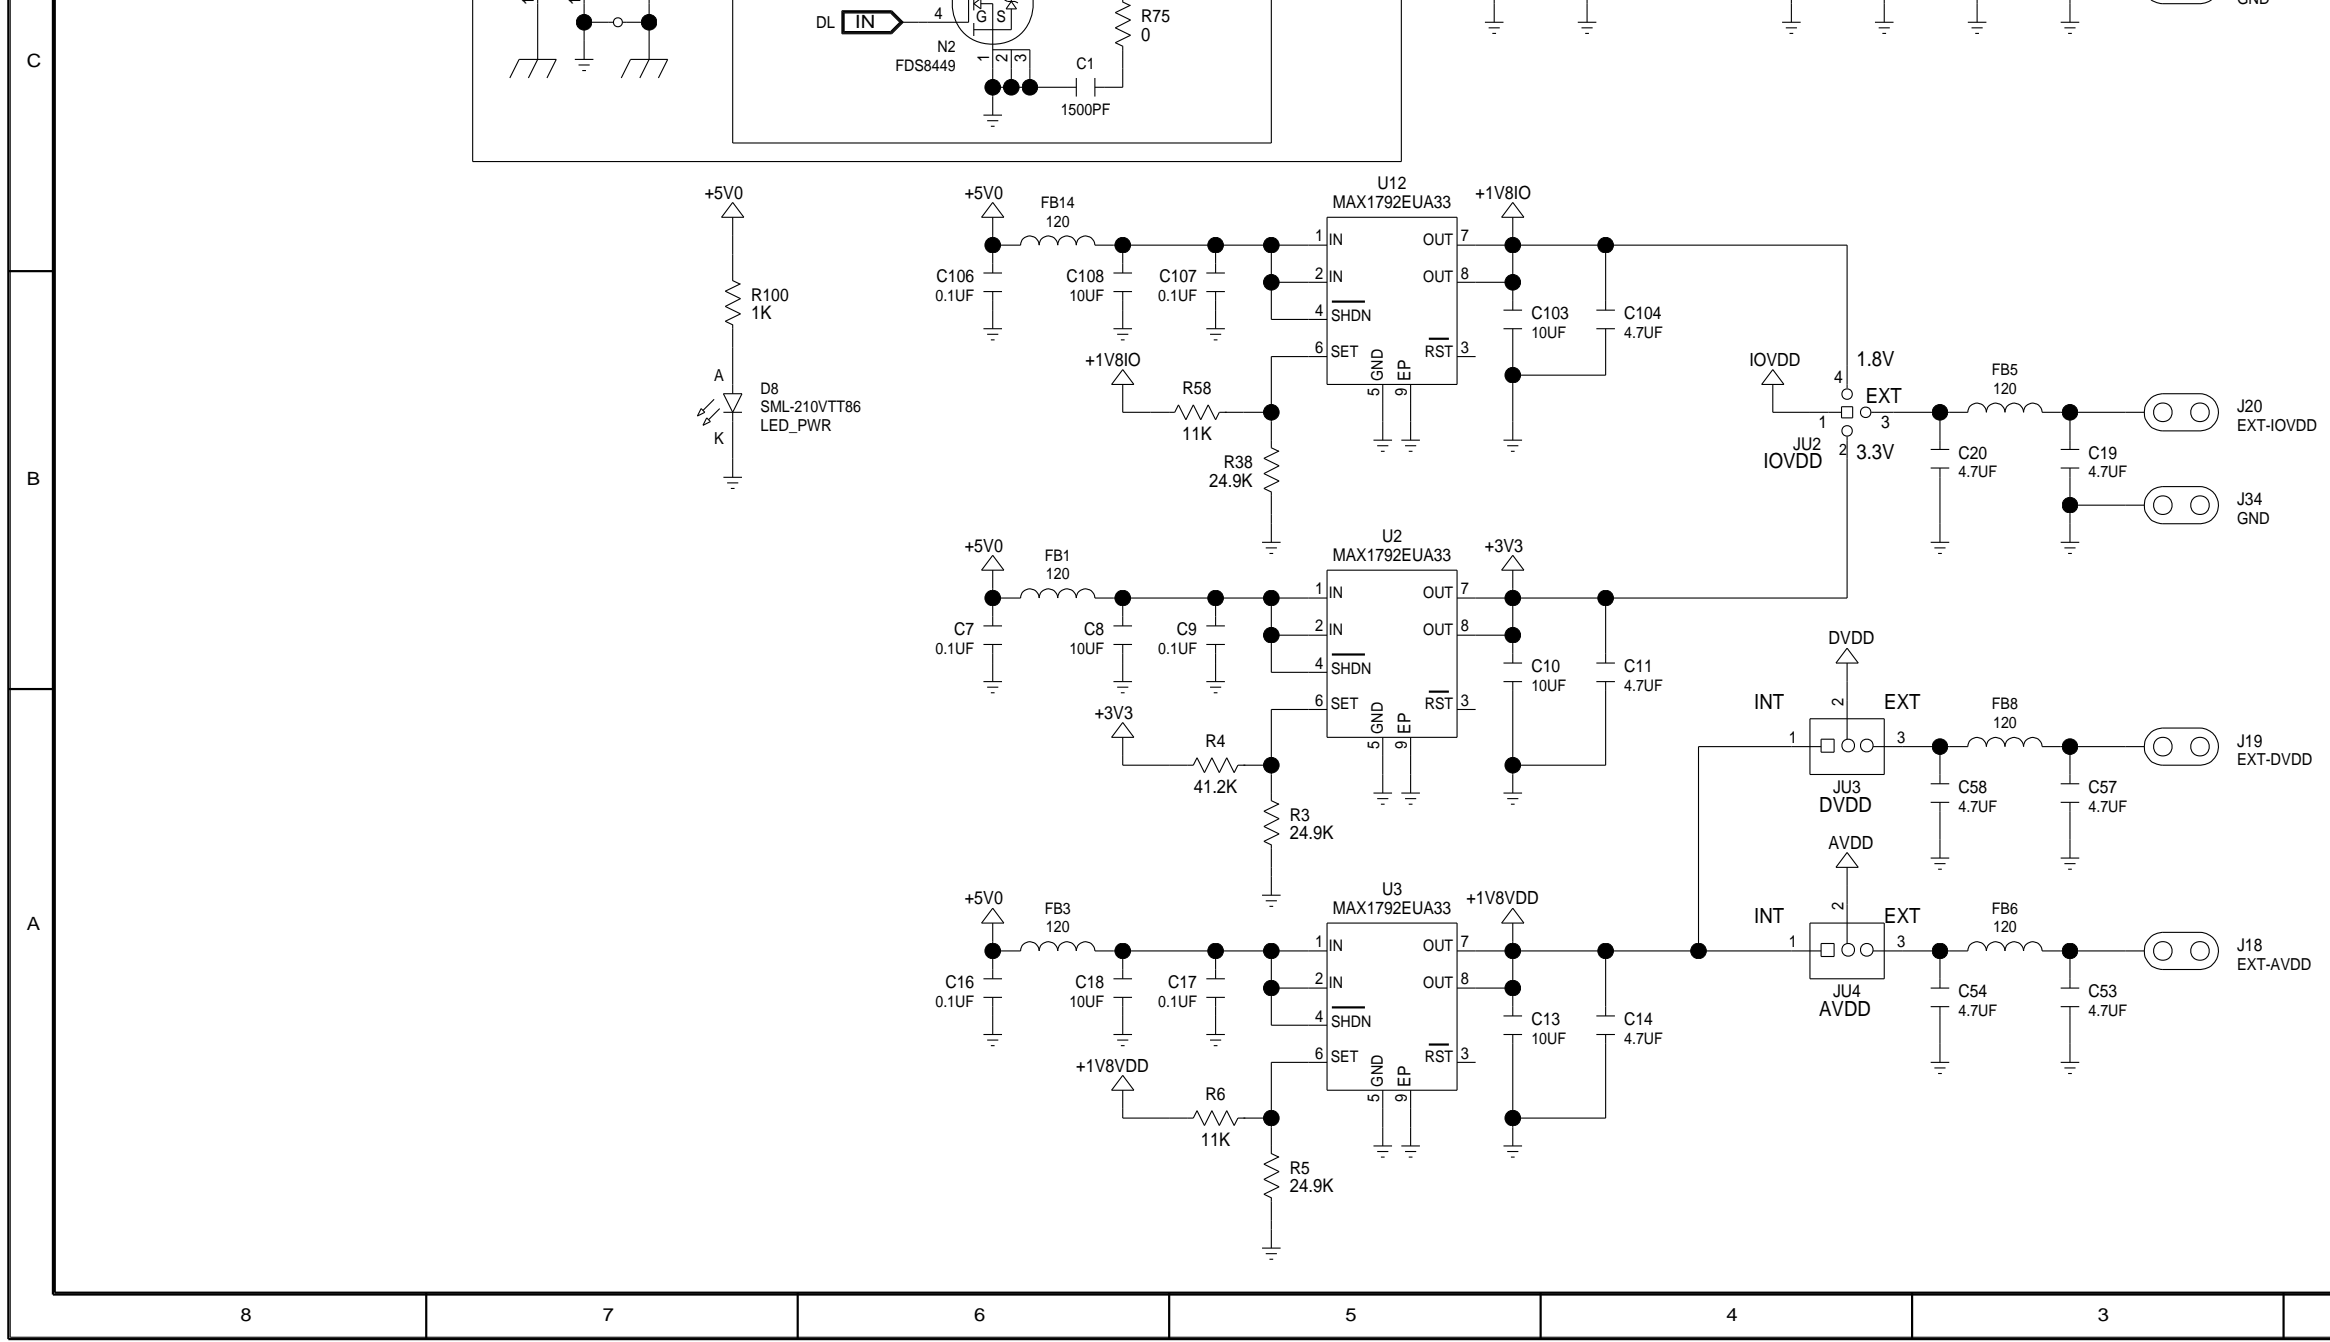 C
DL
IN
4
G
S
N2
FDS8449
1
2
3
R75
0
C1
1500PF
GND
+5V0
R100
1K
A
D8
SML-210VTT86
LED_PWR
K
+5V0
FB14
120
C106
0.1UF
C108
10UF
C107
0.1UF
U12
MAX1792EUA33
1
IN
2
IN
4
SHDN
6
SET
OUT
7
OUT
8
RST
3
GND
5
EP
9
+1V8IO
C103
10UF
C104
4.7UF
+1V8IO
R58
11K
R38
24.9K
IOVDD
1.8V
4
EXT
1
3
JU2
IOVDD
2
3.3V
FB5
120
C20
4.7UF
C19
4.7UF
J20
EXT-IOVDD
J34
GND
B
+5V0
FB1
120
C7
0.1UF
C8
10UF
C9
0.1UF
U2
MAX1792EUA33
1
IN
2
IN
4
SHDN
6
SET
OUT
7
OUT
8
RST
3
GND
5
EP
9
+3V3
C10
10UF
C11
4.7UF
+3V3
R4
41.2K
R3
24.9K
DVDD
INT
2
EXT
1
3
JU3
DVDD
FB8
120
C58
4.7UF
C57
4.7UF
J19
EXT-DVDD
A
+5V0
FB3
120
C16
0.1UF
C18
10UF
C17
0.1UF
U3
MAX1792EUA33
1
IN
2
IN
4
SHDN
6
SET
OUT
7
OUT
8
RST
3
GND
5
EP
9
+1V8VDD
C13
10UF
C14
4.7UF
+1V8VDD
R6
11K
R5
24.9K
AVDD
INT
2
EXT
1
3
JU4
AVDD
FB6
120
C54
4.7UF
C53
4.7UF
J18
EXT-AVDD
8
7
6
5
4
3